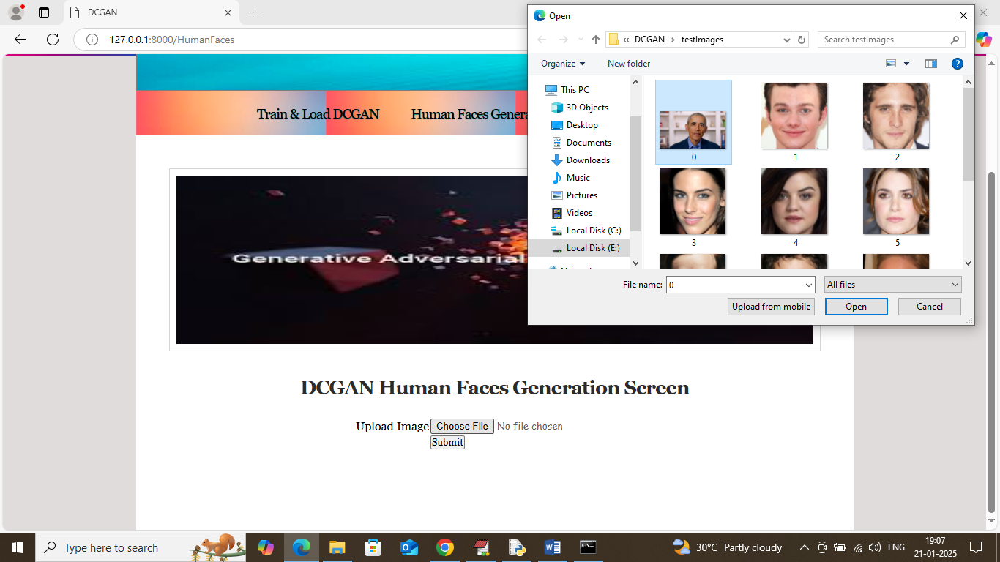 DCGAN
127.0.0.1:8000/HumanFaces
Train & Load DCGAN
Human Faces Genera
Generative Adversarial
DCGAN Human Faces Generation Screen
Upload Image Choose File No file chosen
Submit
Open
« DCGAN › testImages
Search testImages
Organize
New folder
This PC
3D Objects
Desktop
Documents
Downloads
Music
Pictures
Videos
Local Disk (C:)
Local Disk (E:)
0
1
2
3
4
5
File name: 0
All files
Upload from mobile
Open
Cancel
Type here to search
30°C Partly cloudy
ENG
19:07
21-01-2025